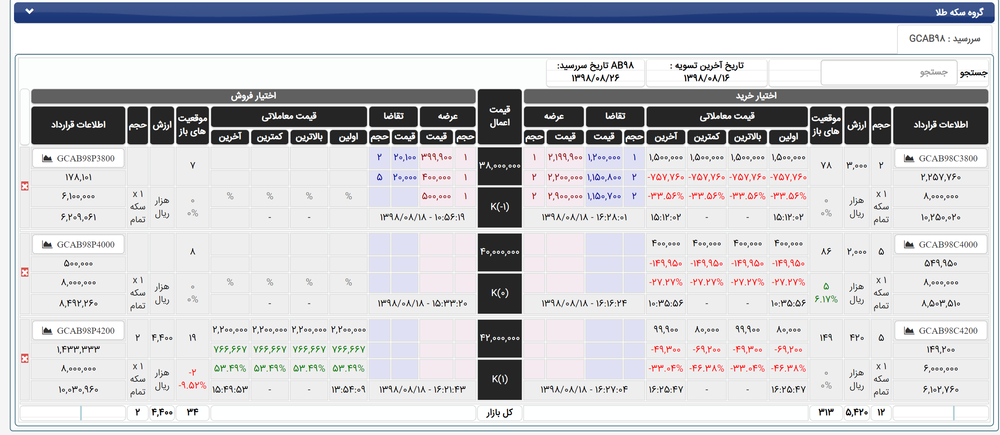 گروه سکه طلا
سررسید : GCAB۹۸
جستجو جستجو تاریخ آخرین تسویه : ۱۳۹۸/۰۸/۱۶ AB۹۸ تاریخ سررسید: ۱۳۹۸/۰۸/۲۶
اختیار خرید قیمت اعمال اختیار فروش
اطلاعات قرارداد حجم ارزش موقعیت های باز قیمت معاملاتی تقاضا عرضه عرضه تقاضا قیمت معاملاتی موقعیت های باز ارزش حجم اطلاعات قرارداد
اولین بالاترین کمترین آخرین حجم قیمت قیمت حجم حجم قیمت قیمت حجم اولین بالاترین کمترین آخرین
GCAB98C3800 ۲ ۳,۰۰۰ ۷۸ ۱,۵۰۰,۰۰۰ ۱,۵۰۰,۰۰۰ ۱,۵۰۰,۰۰۰ ۱,۵۰۰,۰۰۰ ۱ ۱,۲۰۰,۰۰۰ ۲,۱۹۹,۹۰۰ ۱ ۳۸,۰۰۰,۰۰۰ ۱ ۳۹۹,۹۰۰ ۲۰,۱۰۰ ۲ ۷ GCAB98P3800
۲,۲۵۷,۷۶۰ -۷۵۷,۷۶۰ -۷۵۷,۷۶۰ -۷۵۷,۷۶۰ -۷۵۷,۷۶۰ ۲ ۱,۱۵۰,۸۰۰ ۲,۲۰۰,۰۰۰ ۲ ۱ ۴۰۰,۰۰۰ ۲۰,۰۰۰ ۵ ۱۷۸,۱۰۱
۸,۰۰۰,۰۰۰ x ۱ سکه تمام هزار ریال ۰ ۰% -۳۳.۵۶% -۳۳.۵۶% -۳۳.۵۶% -۳۳.۵۶% ۲ ۱,۱۵۰,۷۰۰ ۲,۹۰۰,۰۰۰ ۲ K(-۱) ۱ ۵۰۰,۰۰۰ % % % % ۰ ۰% هزار ریال x ۱ سکه تمام ۶,۱۰۰,۰۰۰
۱۰,۲۵۰,۰۲۰ ۱۵:۱۲:۰۲ - - ۱۵:۱۲:۰۲ ۱۳۹۸/۰۸/۱۸ - ۱۶:۲۸:۰۱ ۱۳۹۸/۰۸/۱۸ - ۱۰:۵۶:۱۹ - - ۶,۲۰۹,۰۶۱
GCAB98C4000 ۵ ۲,۰۰۰ ۸۶ ۴۰۰,۰۰۰ ۴۰۰,۰۰۰ ۴۰۰,۰۰۰ ۴۰۰,۰۰۰ ۴۰,۰۰۰,۰۰۰ ۸ GCAB98P4000
۵۴۹,۹۵۰ -۱۴۹,۹۵۰ -۱۴۹,۹۵۰ -۱۴۹,۹۵۰ -۱۴۹,۹۵۰ ۵۰۰,۰۰۰
۸,۰۰۰,۰۰۰ x ۱ سکه تمام هزار ریال ۵ ۶.۱۷% -۲۷.۲۷% -۲۷.۲۷% -۲۷.۲۷% -۲۷.۲۷% K(۰) % % % % ۰ ۰% هزار ریال x ۱ سکه تمام ۸,۰۰۰,۰۰۰
۸,۵۰۳,۵۱۰ ۱۰:۳۵:۵۶ - - ۱۰:۳۵:۵۶ ۱۳۹۸/۰۸/۱۸ - ۱۶:۱۶:۲۴ ۱۳۹۸/۰۸/۱۸ - ۱۵:۳۳:۲۰ - - ۸,۴۹۲,۲۶۰
GCAB98C4200 ۵ ۴۲۰ ۱۴۹ ۸۰,۰۰۰ ۹۹,۹۰۰ ۸۰,۰۰۰ ۹۹,۹۰۰ ۴۲,۰۰۰,۰۰۰ ۲,۲۰۰,۰۰۰ ۲,۲۰۰,۰۰۰ ۲,۲۰۰,۰۰۰ ۲,۲۰۰,۰۰۰ ۱۹ ۴,۴۰۰ ۲ GCAB98P4200
۱۴۹,۲۰۰ -۶۹,۲۰۰ -۴۹,۳۰۰ -۶۹,۲۰۰ -۴۹,۳۰۰ ۷۶۶,۶۶۷ ۷۶۶,۶۶۷ ۷۶۶,۶۶۷ ۷۶۶,۶۶۷ ۱,۴۳۳,۳۳۳
۶,۰۰۰,۰۰۰ x ۱ سکه تمام هزار ریال ۰ ۰% -۴۶.۳۸% -۳۳.۰۴% -۴۶.۳۸% -۳۳.۰۴% K(۱) ۵۳.۴۹% ۵۳.۴۹% ۵۳.۴۹% ۵۳.۴۹% -۲ -۹.۵۲% هزار ریال x ۱ سکه تمام ۸,۰۰۰,۰۰۰
۶,۱۰۲,۷۶۰ ۱۶:۲۵:۴۷ - - ۱۶:۲۵:۴۷ ۱۳۹۸/۰۸/۱۸ - ۱۶:۲۷:۰۴ ۱۳۹۸/۰۸/۱۸ - ۱۶:۲۱:۴۳ ۱۳:۵۴:۰۹ - - ۱۵:۴۹:۵۳ ۱۰,۰۳۰,۹۶۰
۱۲ ۵,۴۲۰ ۳۱۳ کل بازار ۳۴ ۴,۴۰۰ ۲